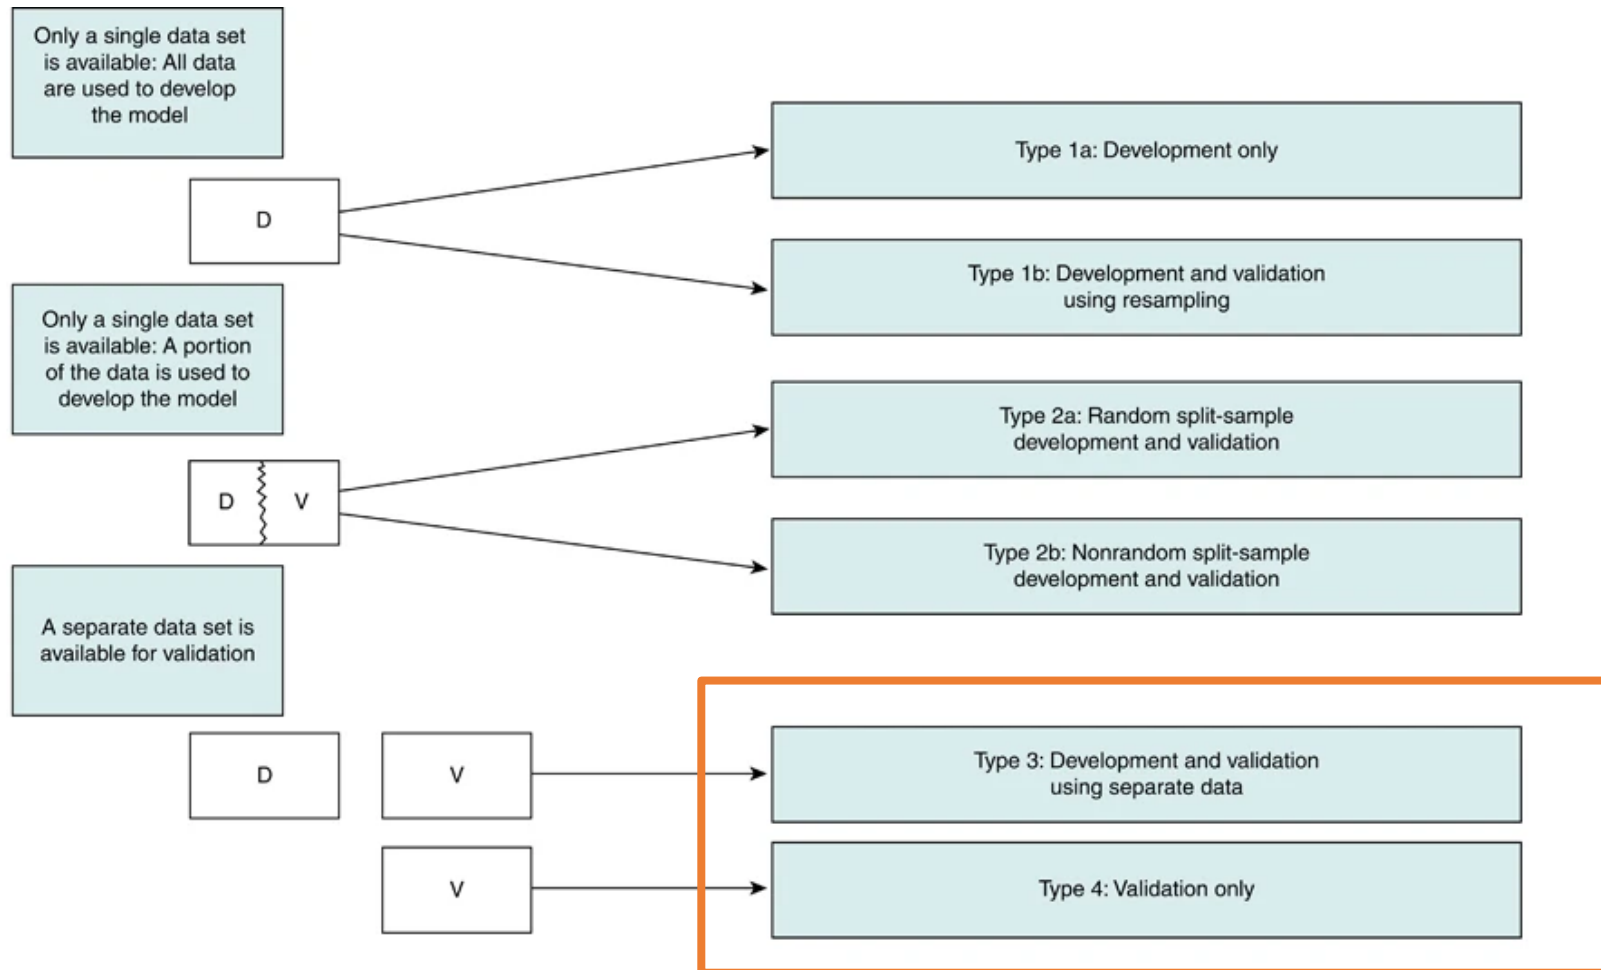 Only a single data set
is available: All data
are used to develop
the model
D
Type 1a: Development only
Type 1b: Development and validation
using resampling
Only a single data set
is available: A portion
of the data is used to
develop the model
D
V
Type 2a: Random split-sample
development and validation
Type 2b: Nonrandom split-sample
development and validation
A separate data set is
available for validation
D
V
Type 3: Development and validation
using separate data
V
Type 4: Validation only